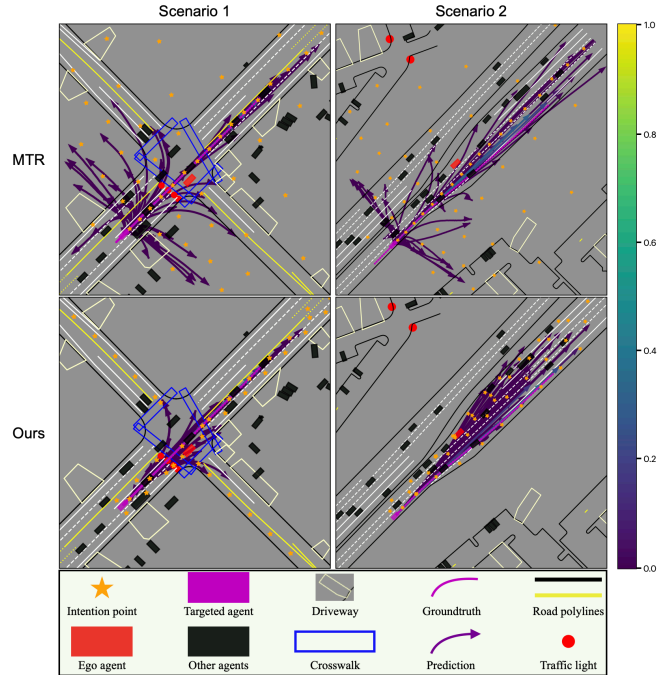 Scenario 1
Scenario 2
MTR
Ours
1.0
0.8
0.6
0.4
0.2
0.0
Intention point
Targeted agent
Driveway
Groundtruth
Road polylines
Ego agent
Other agents
Crosswalk
Prediction
Traffic light